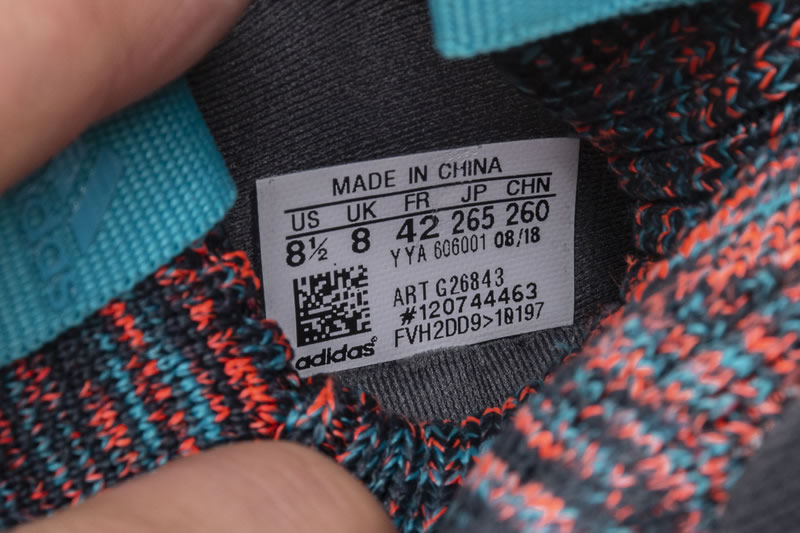 MADE IN CHINA
US UK FR JP CHN
8½ 8 42 265 260
YYA 606001 08/18
ART G26843
#120744463
FVH2DD9>10197
adidas®
adidas